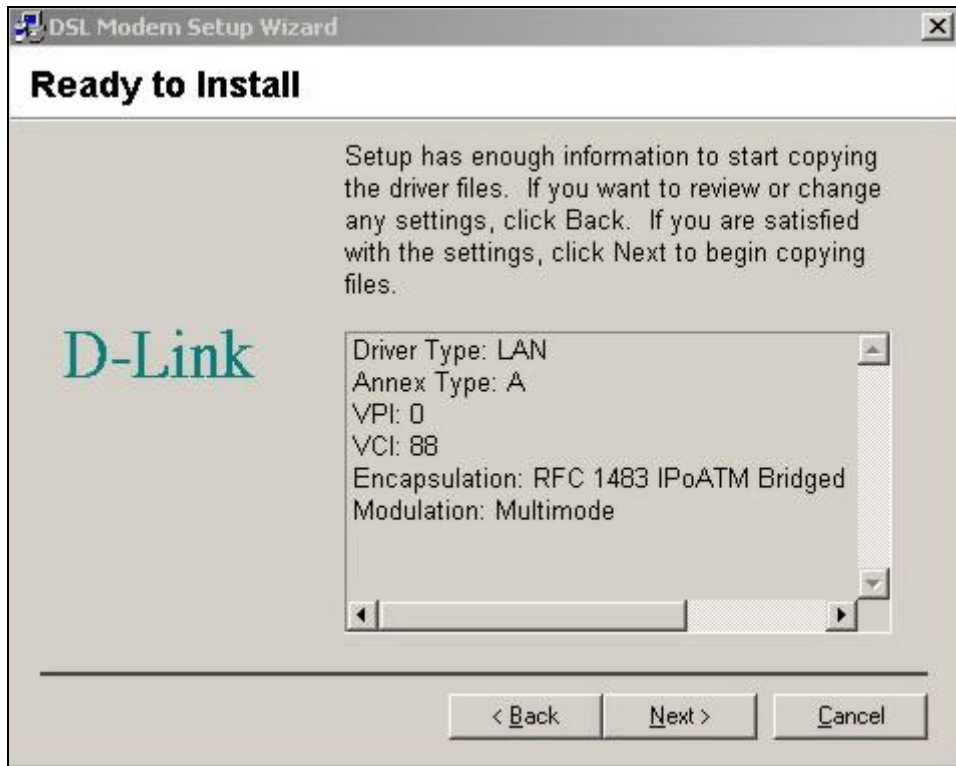 DSL Modem Setup Wizard
Ready to Install
Setup has enough information to start copying
the driver files.  If you want to review or change
any settings, click Back.  If you are satisfied
with the settings, click Next to begin copying
files.
D-Link
Driver Type: LAN
Annex Type: A
VPI: 0
VCI: 88
Encapsulation: RFC 1483 IPoATM Bridged
Modulation: Multimode
< Back
Next >
Cancel